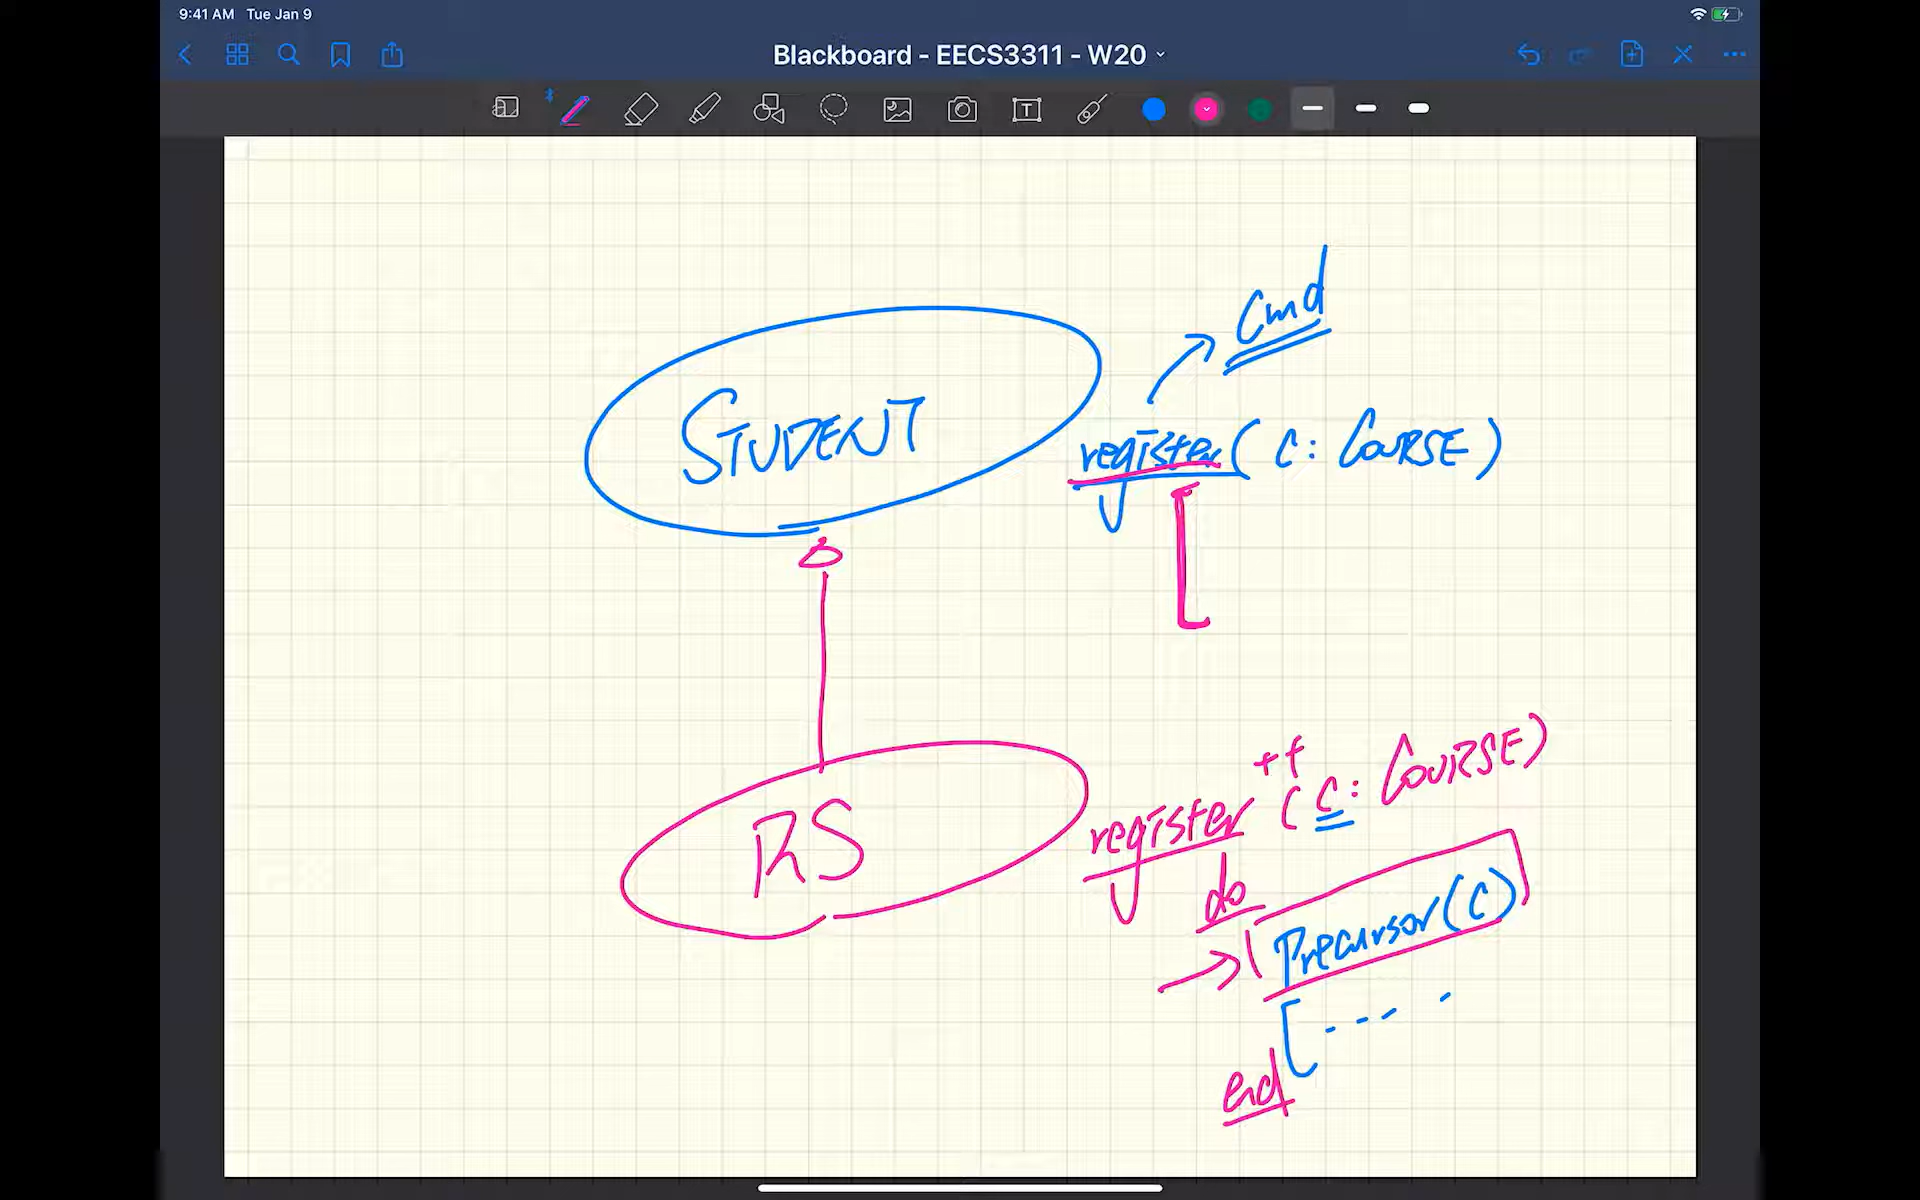 9:41 AM Tue Jan 9
Blackboard - EECS3311 - W20
Cmd
STUDENT
register( C: COURSE)
RS
++
register (C: COURSE)
do
Precursor(C)
[ ....
end